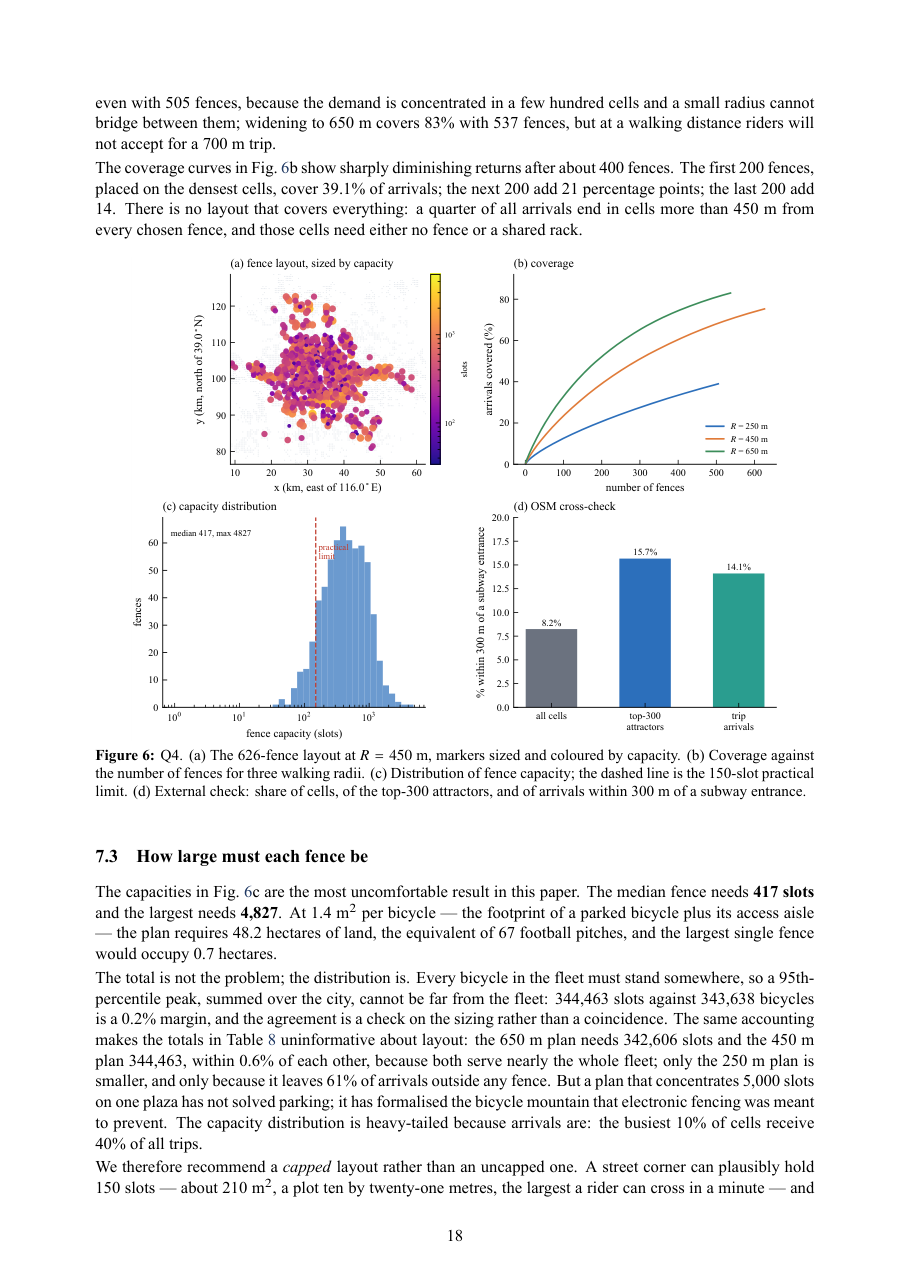 even with 505 fences, because the demand is concentrated in a few hundred cells and a small radius cannot
bridge between them; widening to 650 m covers 83% with 537 fences, but at a walking distance riders will
not accept for a 700 m trip.
The coverage curves in Fig. 6b show sharply diminishing returns after about 400 fences. The first 200 fences,
placed on the densest cells, cover 39.1% of arrivals; the next 200 add 21 percentage points; the last 200 add
14. There is no layout that covers everything: a quarter of all arrivals end in cells more than 450 m from
every chosen fence, and those cells need either no fence or a shared rack.
(a) fence layout, sized by capacity
120
110
100
90
80
y (km, north of 39.0°N)
10 20 30 40 50 60
x (km, east of 116.0°E)
10³
10²
slots
(b) coverage
80
60
40
20
0
arrivals covered (%)
R = 250 m
R = 450 m
R = 650 m
0 100 200 300 400 500 600
number of fences
(c) capacity distribution
median 417, max 4827
practical
limit
60
50
40
30
20
10
0
fences
10⁰ 10¹ 10² 10³
fence capacity (slots)
(d) OSM cross-check
20.0
17.5
15.0
12.5
10.0
7.5
5.0
2.5
0.0
% within 300 m of a subway entrance
8.2%
15.7%
14.1%
all cells top-300 trip
attractors arrivals
Figure 6: Q4. (a) The 626-fence layout at R = 450 m, markers sized and coloured by capacity. (b) Coverage against
the number of fences for three walking radii. (c) Distribution of fence capacity; the dashed line is the 150-slot practical
limit. (d) External check: share of cells, of the top-300 attractors, and of arrivals within 300 m of a subway entrance.
7.3 How large must each fence be
The capacities in Fig. 6c are the most uncomfortable result in this paper. The median fence needs 417 slots
and the largest needs 4,827. At 1.4 m² per bicycle — the footprint of a parked bicycle plus its access aisle
— the plan requires 48.2 hectares of land, the equivalent of 67 football pitches, and the largest single fence
would occupy 0.7 hectares.
The total is not the problem; the distribution is. Every bicycle in the fleet must stand somewhere, so a 95th-
percentile peak, summed over the city, cannot be far from the fleet: 344,463 slots against 343,638 bicycles
is a 0.2% margin, and the agreement is a check on the sizing rather than a coincidence. The same accounting
makes the totals in Table 8 uninformative about layout: the 650 m plan needs 342,606 slots and the 450 m
plan 344,463, within 0.6% of each other, because both serve nearly the whole fleet; only the 250 m plan is
smaller, and only because it leaves 61% of arrivals outside any fence. But a plan that concentrates 5,000 slots
on one plaza has not solved parking; it has formalised the bicycle mountain that electronic fencing was meant
to prevent. The capacity distribution is heavy-tailed because arrivals are: the busiest 10% of cells receive
40% of all trips.
We therefore recommend a capped layout rather than an uncapped one. A street corner can plausibly hold
150 slots — about 210 m², a plot ten by twenty-one metres, the largest a rider can cross in a minute — and
18